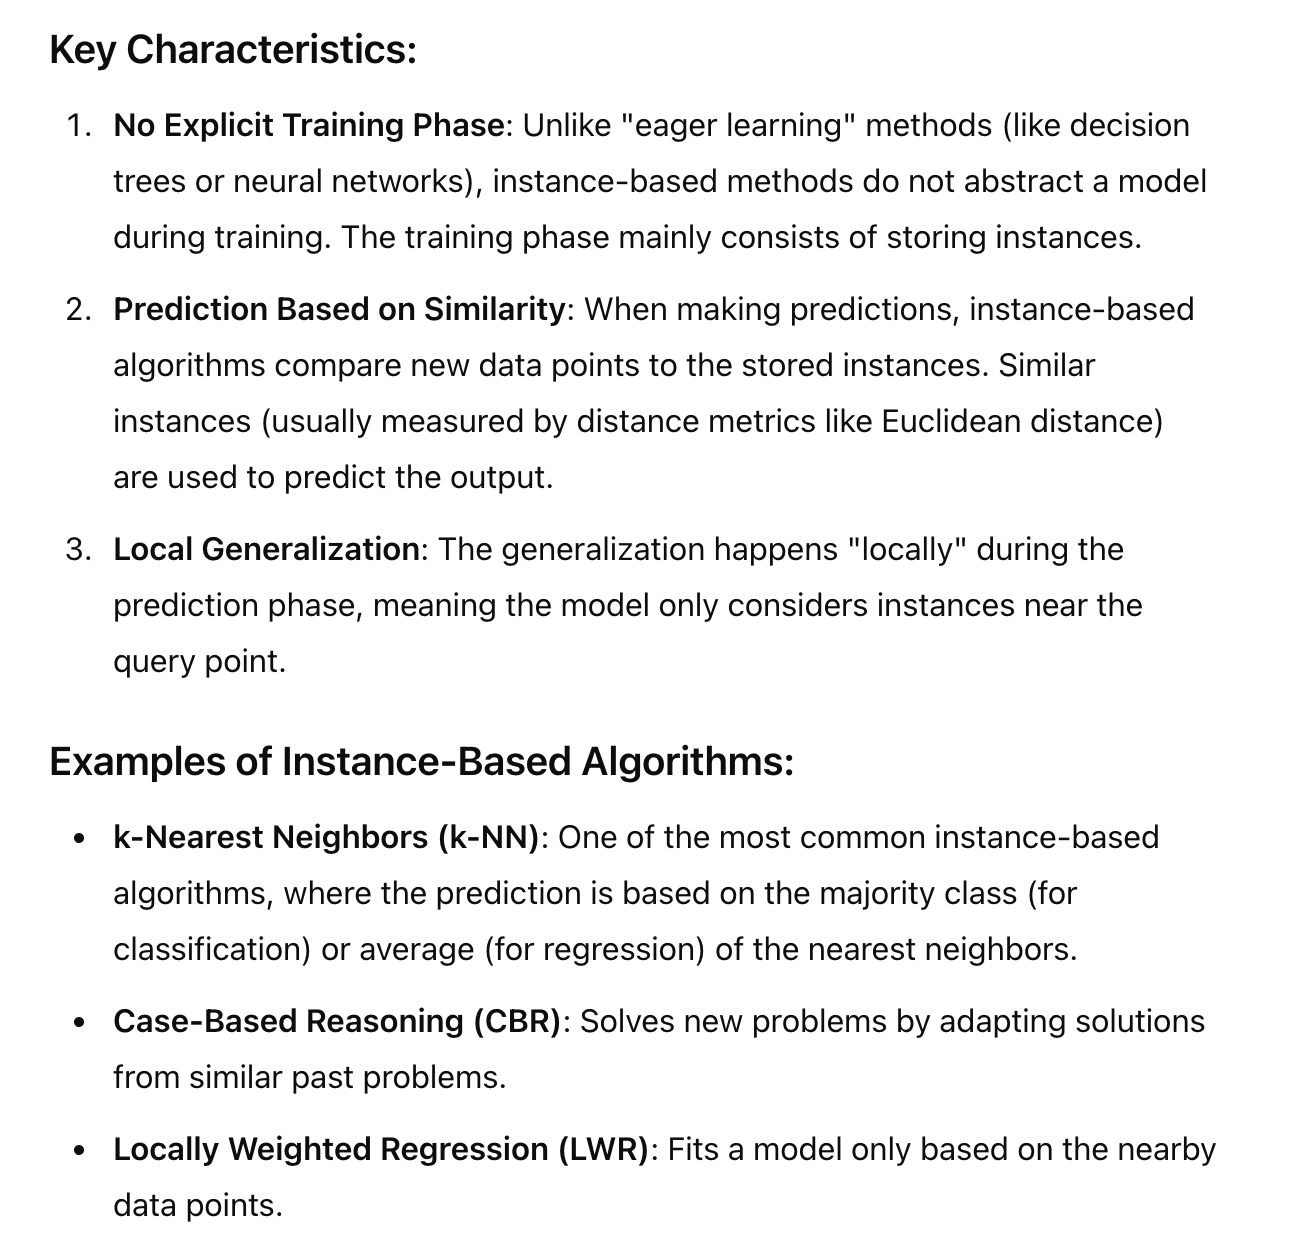 Key Characteristics:
1. No Explicit Training Phase: Unlike "eager learning" methods (like decision
trees or neural networks), instance-based methods do not abstract a model
during training. The training phase mainly consists of storing instances.
2. Prediction Based on Similarity: When making predictions, instance-based
algorithms compare new data points to the stored instances. Similar
instances (usually measured by distance metrics like Euclidean distance)
are used to predict the output.
3. Local Generalization: The generalization happens "locally" during the
prediction phase, meaning the model only considers instances near the
query point.
Examples of Instance-Based Algorithms:
• k-Nearest Neighbors (k-NN): One of the most common instance-based
algorithms, where the prediction is based on the majority class (for
classification) or average (for regression) of the nearest neighbors.
• Case-Based Reasoning (CBR): Solves new problems by adapting solutions
from similar past problems.
• Locally Weighted Regression (LWR): Fits a model only based on the nearby
data points.